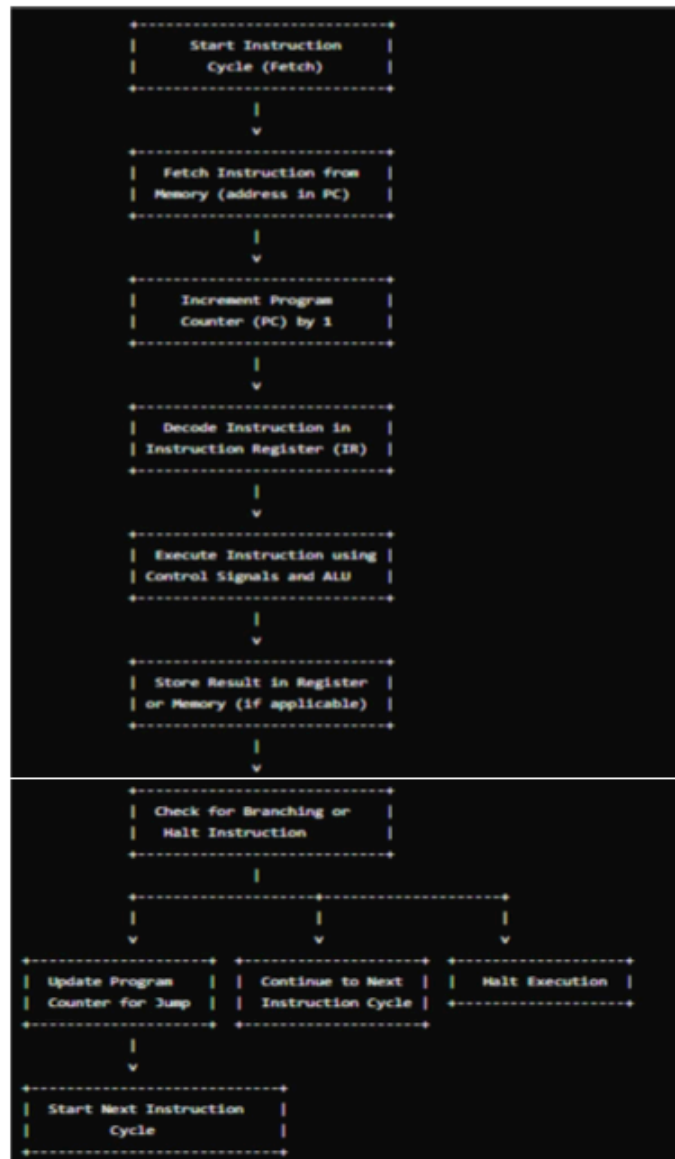 Start Instruction
Cycle (Fetch)
Fetch Instruction from
Memory (address in PC)
Increment Program
Counter (PC) by 1
Decode Instruction in
Instruction Register (IR)
Execute Instruction using
Control Signals and ALU
Store Result in Register
or Memory (if applicable)
Check for Branching or
Halt Instruction
Update Program
Counter for Jump
Continue to Next
Instruction Cycle
Halt Execution
Start Next Instruction
Cycle